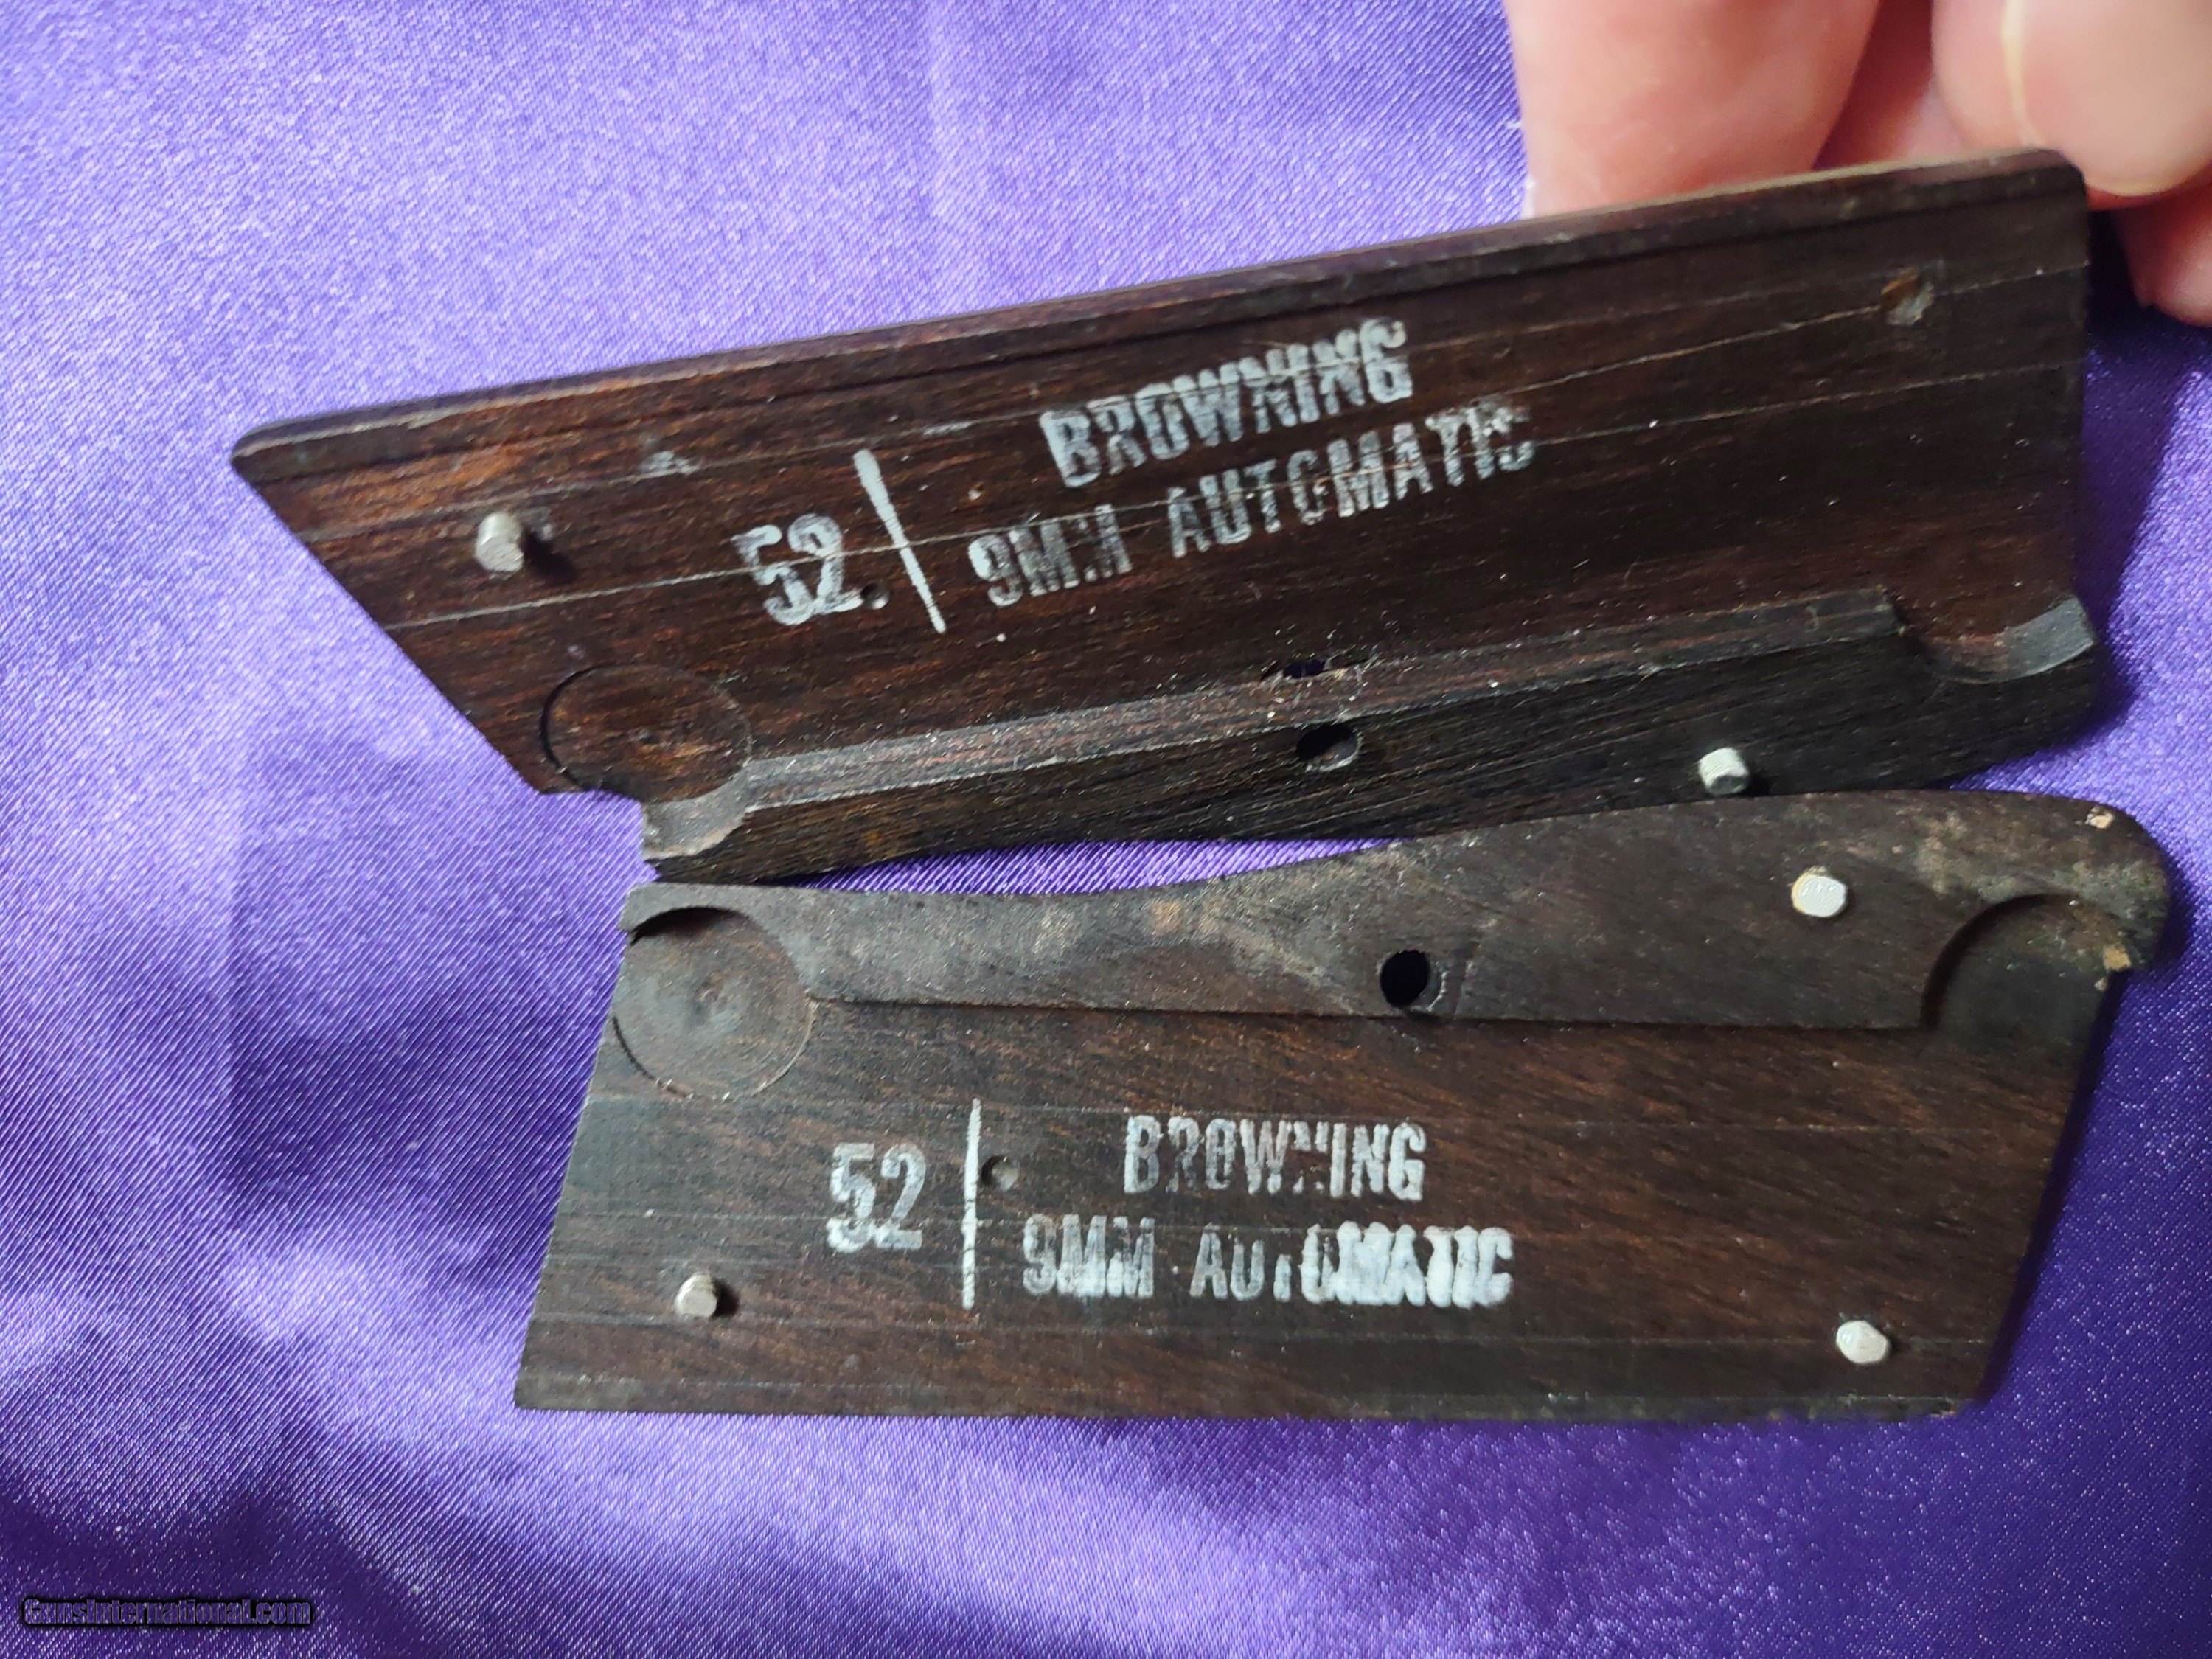 BROWNING
52. | 9MM AUTOMATIC
BROWNING
52 | 9MM AUTOMATIC
GunsInternational.com